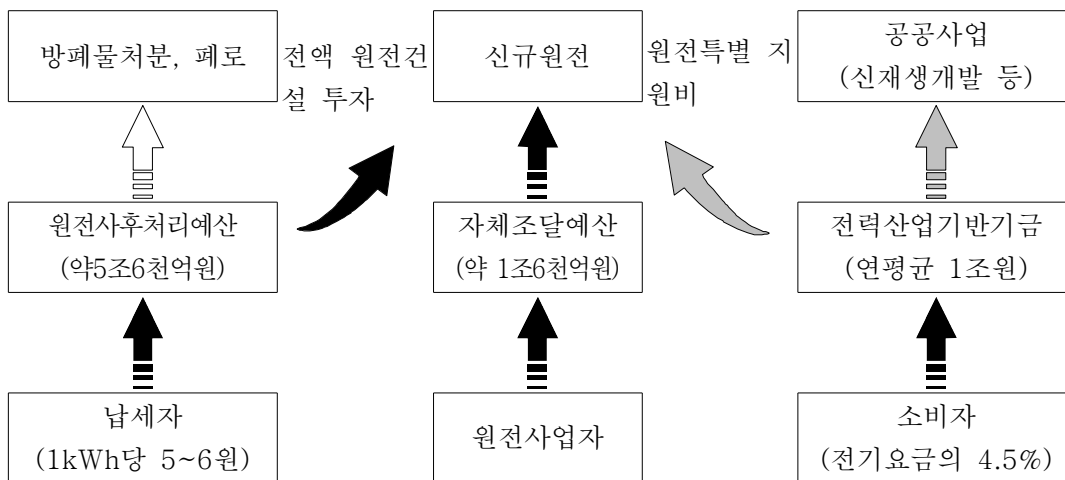 방폐물처분, 폐로
전액 원전건
설 투자
신규원전
원전특별 지
원비
공공사업
(신재생개발 등)
원전사후처리예산
(약5조6천억원)
자체조달예산
(약 1조6천억원)
전력산업기반기금
(연평균 1조원)
납세자
(1kWh당 5~6원)
원전사업자
소비자
(전기요금의 4.5%)